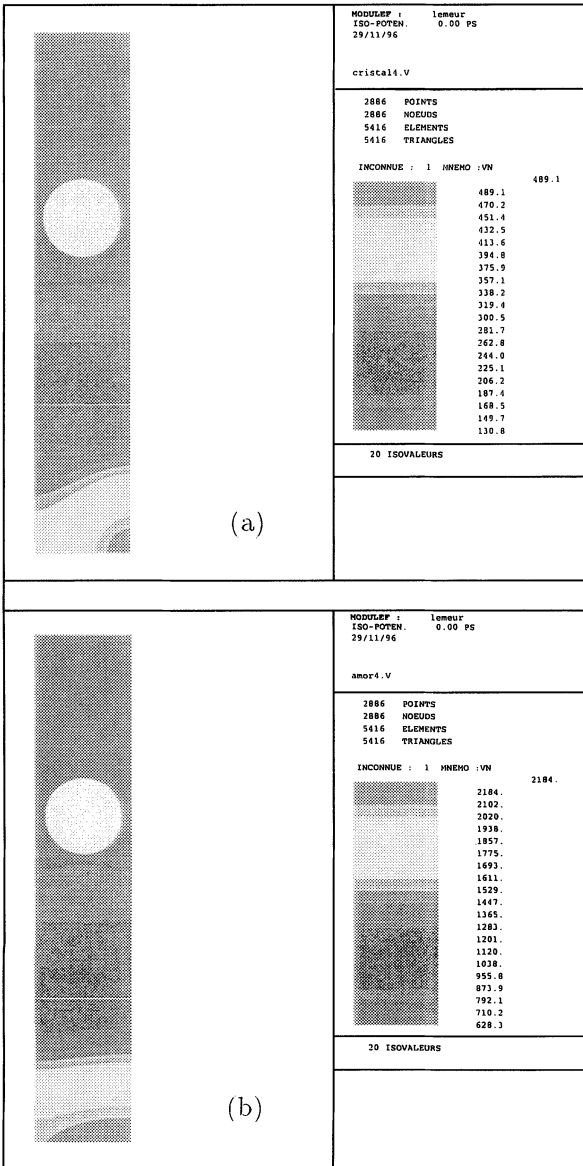 MODULEF : lemeur
ISO-POTEN. 0.00 PS
29/11/96
cristal4.V
2886 POINTS
2886 NOEUDS
5416 ELEMENTS
5416 TRIANGLES
INCONNUE : 1 MNEMO :VN
489.1
489.1
470.2
451.4
432.5
413.6
394.8
375.9
357.1
338.2
319.4
300.5
281.7
262.8
244.0
225.1
206.2
187.4
168.5
149.7
130.8
20 ISOVALEURS
(a)
MODULEF : lemeur
ISO-POTEN. 0.00 PS
29/11/96
amor4.V
2886 POINTS
2886 NOEUDS
5416 ELEMENTS
5416 TRIANGLES
INCONNUE : 1 MNEMO :VN
2184.
2184.
2102.
2020.
1938.
1857.
1775.
1693.
1611.
1529.
1447.
1365.
1283.
1201.
1120.
1038.
955.8
873.9
792.1
710.2
628.3
20 ISOVALEURS
(b)